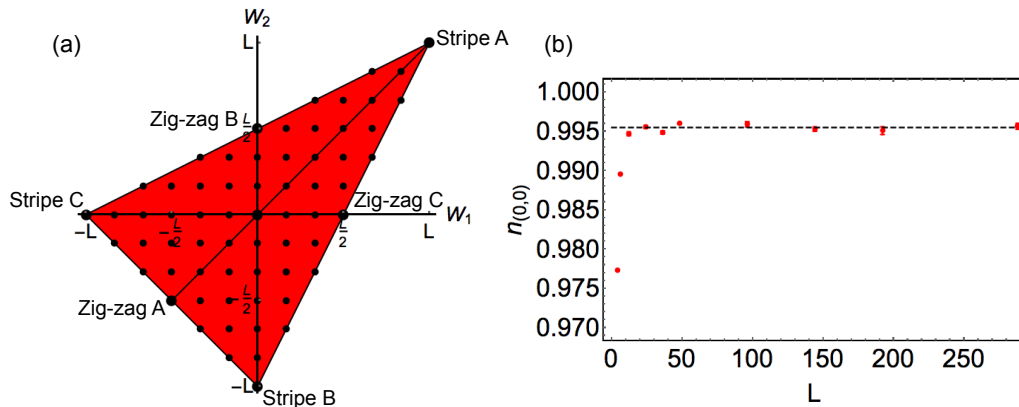 (a)
W₂
L
Stripe A
Zig-zag B
L/2
Stripe C
Zig-zag C
W₁
−L
−L/2
L/2
L
Zig-zag A
−L/2
−L
Stripe B
(b)
1.000
0.995
0.990
0.985
0.980
0.975
0.970
n(0,0)
0 50 100 150 200 250
L